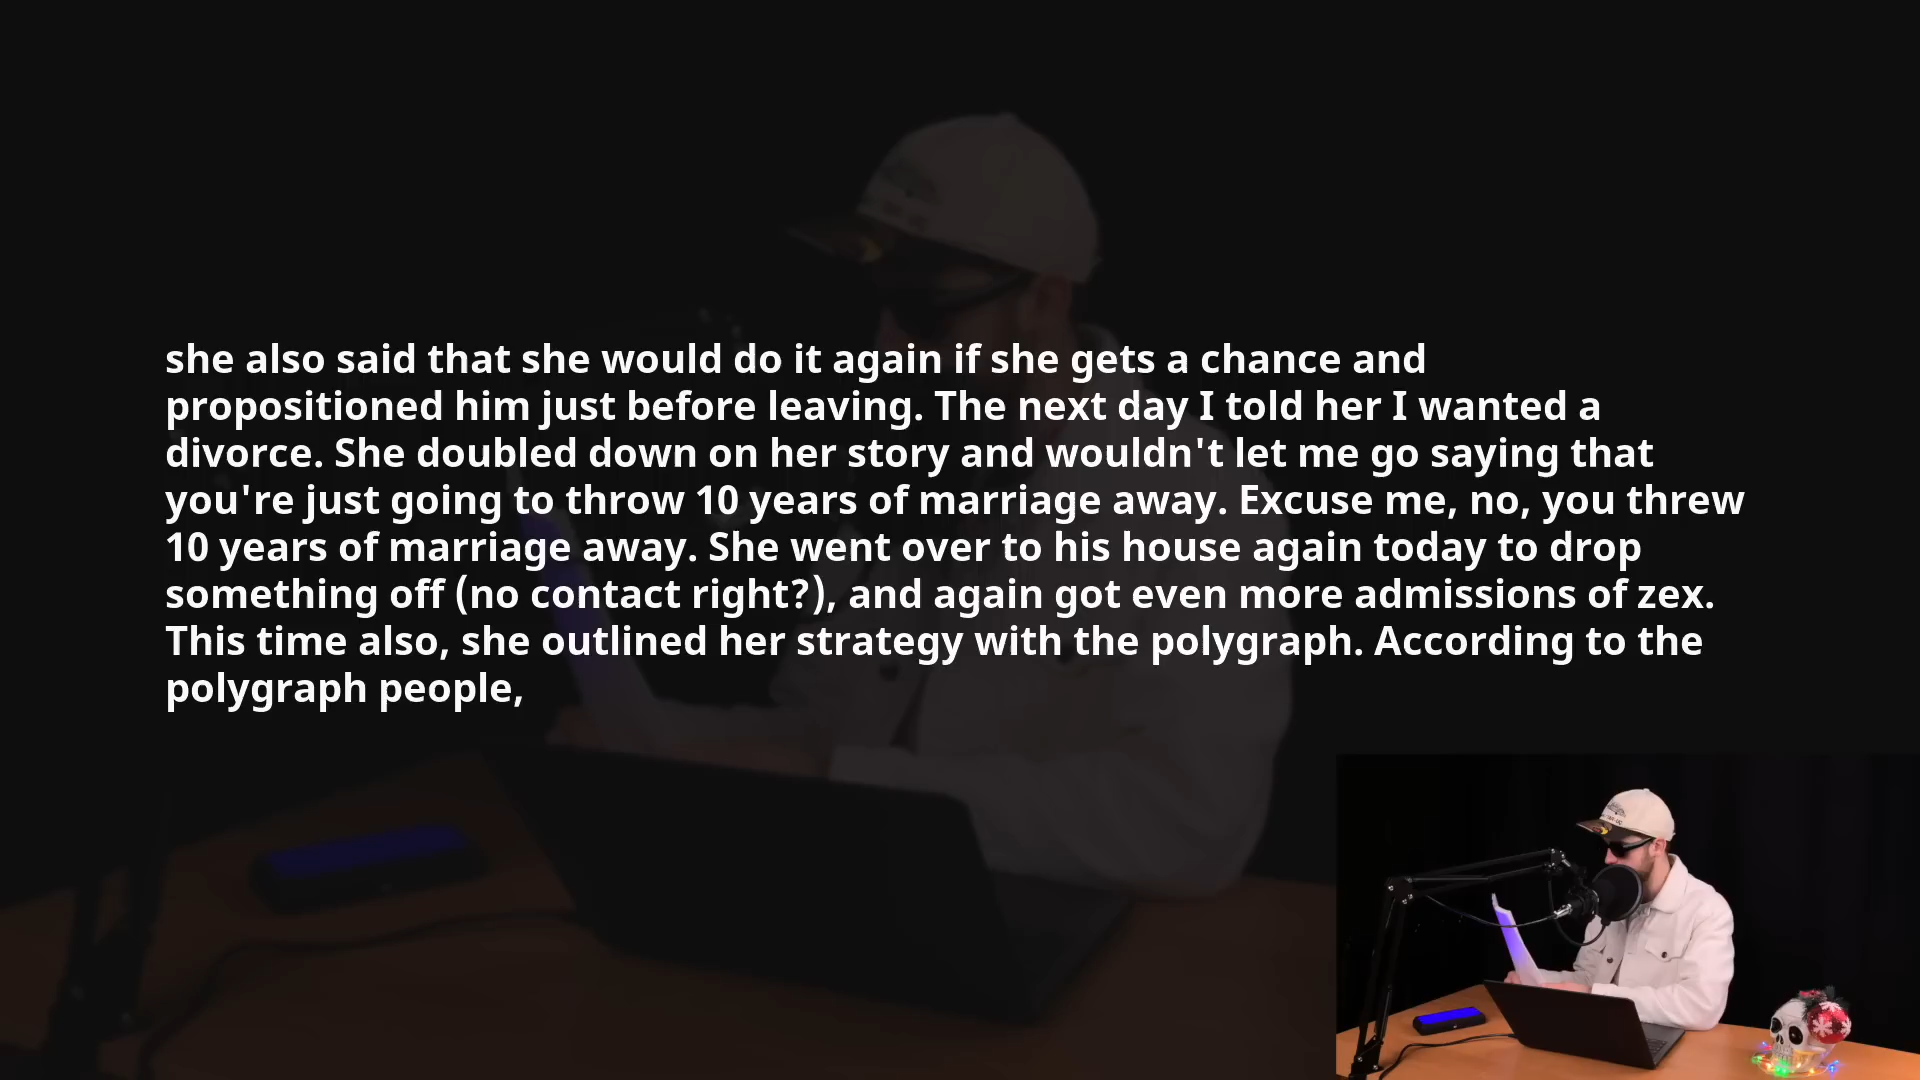 she also said that she would do it again if she gets a chance and
propositioned him just before leaving. The next day I told her I wanted a
divorce. She doubled down on her story and wouldn't let me go saying that
you're just going to throw 10 years of marriage away. Excuse me, no, you threw
10 years of marriage away. She went over to his house again today to drop
something off (no contact right?), and again got even more admissions of zex.
This time also, she outlined her strategy with the polygraph. According to the
polygraph people,